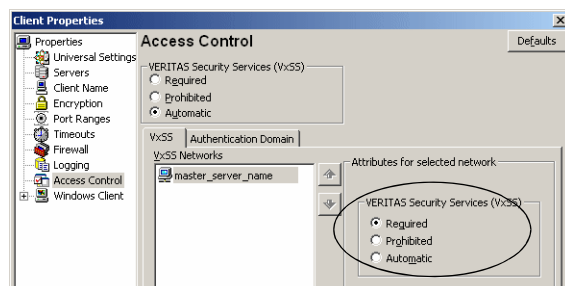 Client Properties
Properties
Universal Settings
Servers
Client Name
Encryption
Port Ranges
Timeouts
Firewall
Logging
Access Control
Windows Client
Access Control
Defaults
VERITAS Security Services (VxSS)
Required
Prohibited
Automatic
VxSS
Authentication Domain
VxSS Networks
master_server_name
Attributes for selected network
VERITAS Security Services (VxSS)
Required
Prohibited
Automatic